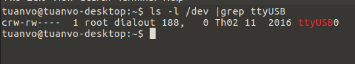 tuanvo@tuanvo-desktop:~$ ls -l /dev |grep ttyUSB
crw-rw---- 1 root dialout 188, 0 Th02 11 2016 ttyUSB0
tuanvo@tuanvo-desktop:~$